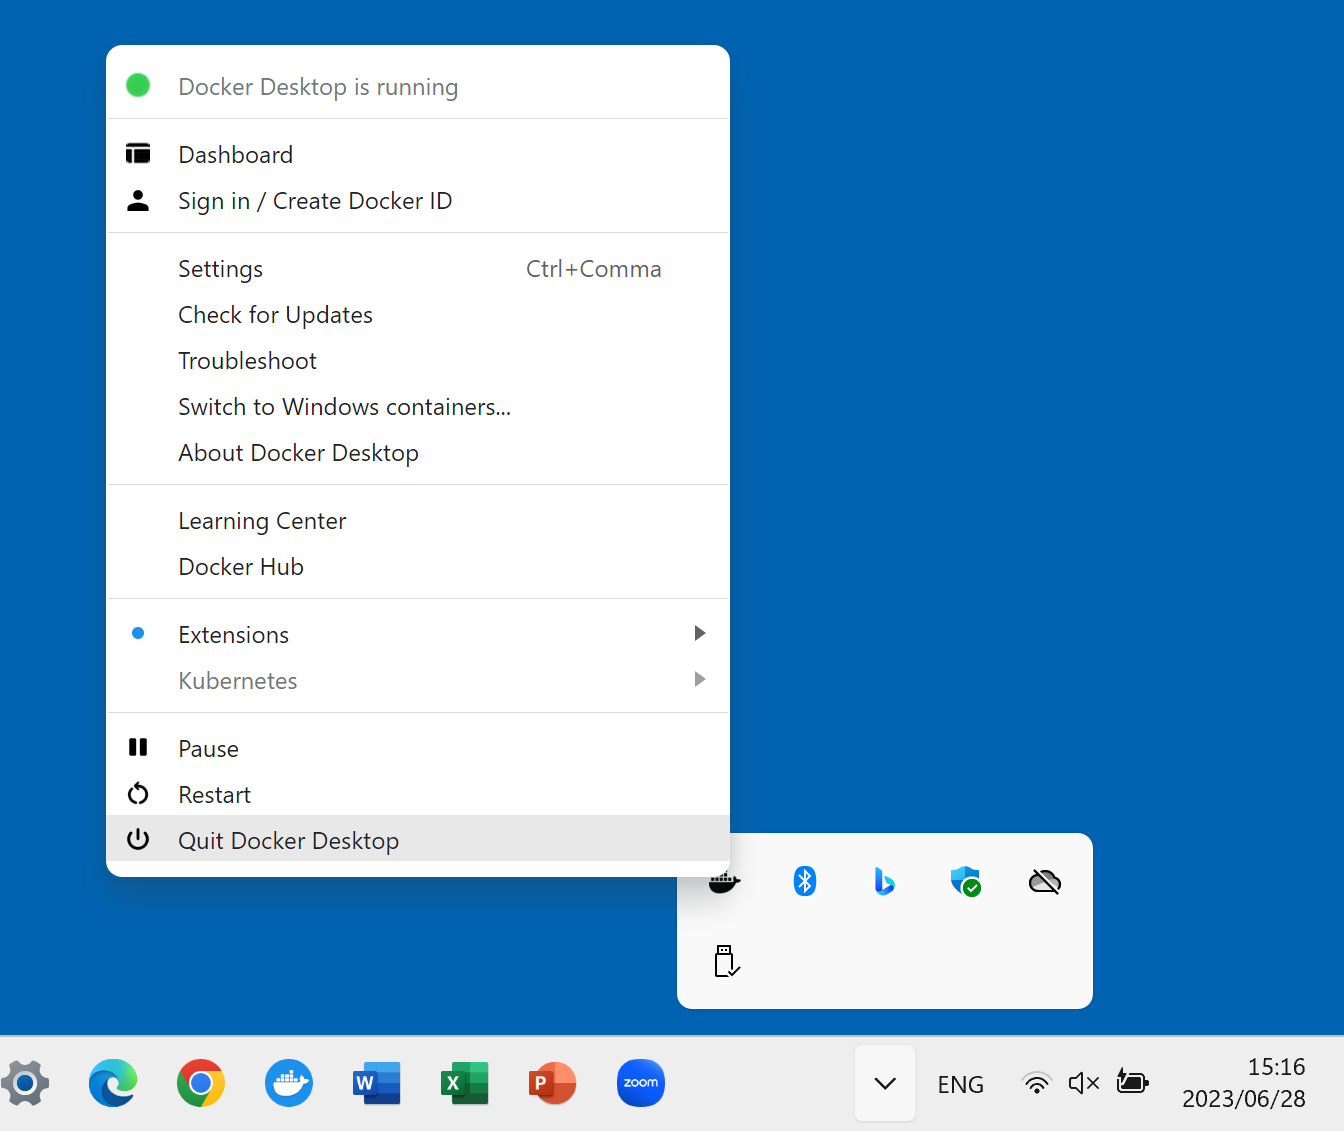 Docker Desktop is running
Dashboard
Sign in / Create Docker ID
Settings Ctrl+Comma
Check for Updates
Troubleshoot
Switch to Windows containers...
About Docker Desktop
Learning Center
Docker Hub
Extensions
Kubernetes
Pause
Restart
Quit Docker Desktop
W
X
P
zoom
ENG
15:16
2023/06/28